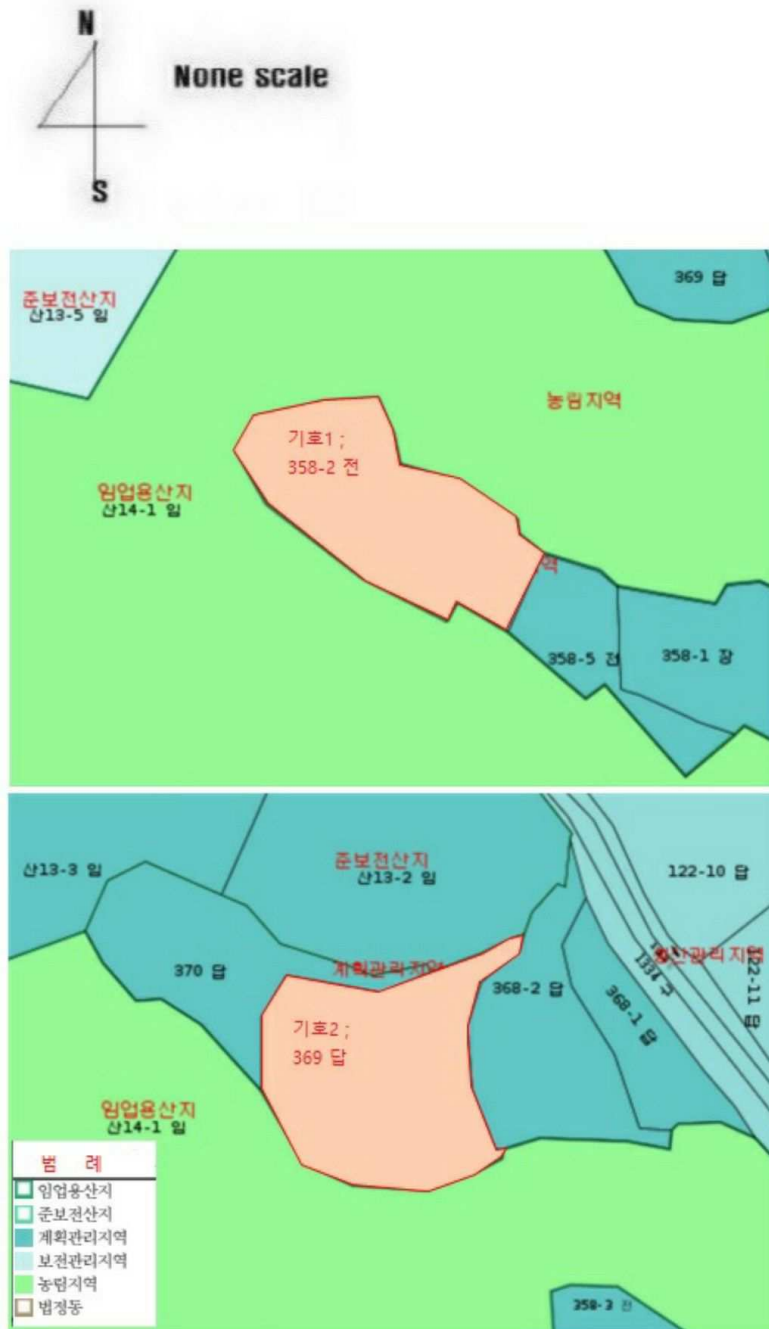 N
None scale
S
369 답
준보전산지
산13-5 임
농림지역
기호1 ;
358-2 전
임업용산지
산14-1 임
역
358-5 전
358-1 장
준보전산지
산13-2 임
산13-3 임
122-10 답
계획관리지역
370 답
368-2 답
1334 구
122-11 답
368-1 답
기호2 ;
369 답
임업용산지
산14-1 임
범 례
임업용산지
준보전산지
계획관리지역
보전관리지역
농림지역
법정동
358-3 전